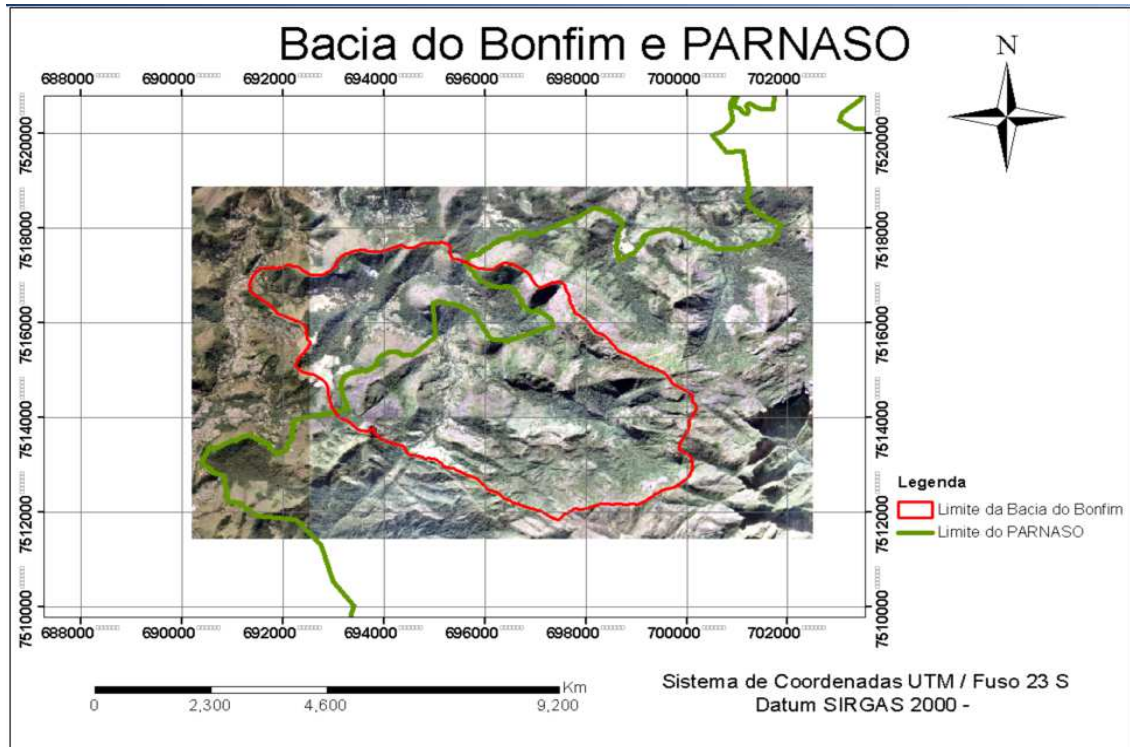 Bacia do Bonfim e PARNASO
N
688000 690000 692000 694000 696000 698000 700000 702000
7520000 7520000
7518000 7518000
7516000 7516000
7514000 7514000
7512000 7512000
7510000 7510000
Legenda
Limite da Bacia do Bonfim
Limite do PARNASO
688000 690000 692000 694000 696000 698000 700000 702000
Km
0 2,300 4,600 9,200
Sistema de Coordenadas UTM / Fuso 23 S
Datum SIRGAS 2000 -